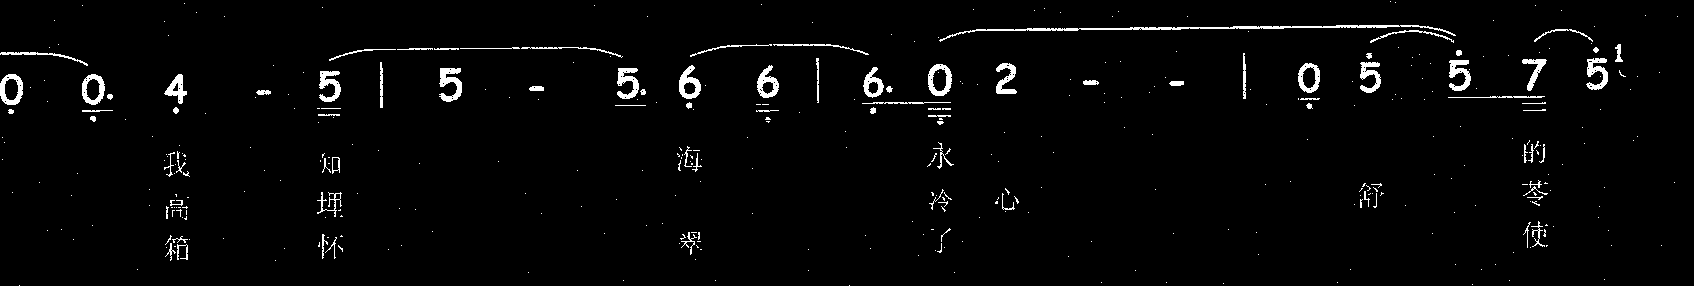 0 0. 4 - 5 | 5 - 5. 6 6 | 6. 0 2 - - | 0 5 5 7 5 1
我 知 海 永 的
高 埋 冷 心 舒 苓
箱 怀 翠 了 使